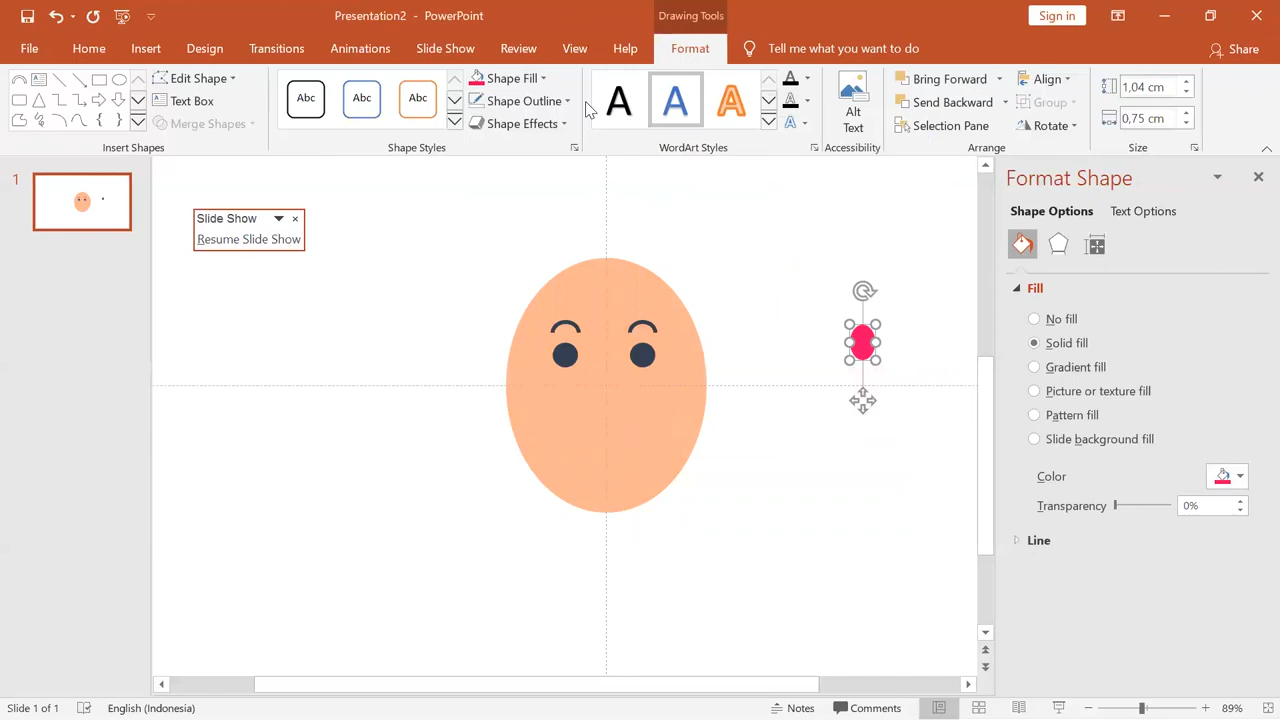 Presentation2 - PowerPoint
Drawing Tools
Sign in
File Home Insert Design Transitions Animations Slide Show Review View Help Format Tell me what you want to do Share
Edit Shape
Text Box
Merge Shapes
Insert Shapes
Abc Abc Abc
Shape Fill
Shape Outline
Shape Effects
Shape Styles
A A A
WordArt Styles
Alt
Text
Accessibility
Bring Forward
Send Backward
Selection Pane
Align
Group
Rotate
Arrange
1,04 cm
0,75 cm
Size
1
Slide Show
Resume Slide Show
Format Shape
Shape Options Text Options
Fill
No fill
Solid fill
Gradient fill
Picture or texture fill
Pattern fill
Slide background fill
Color
Transparency 0%
Line
Slide 1 of 1 English (Indonesia) Notes Comments 89%